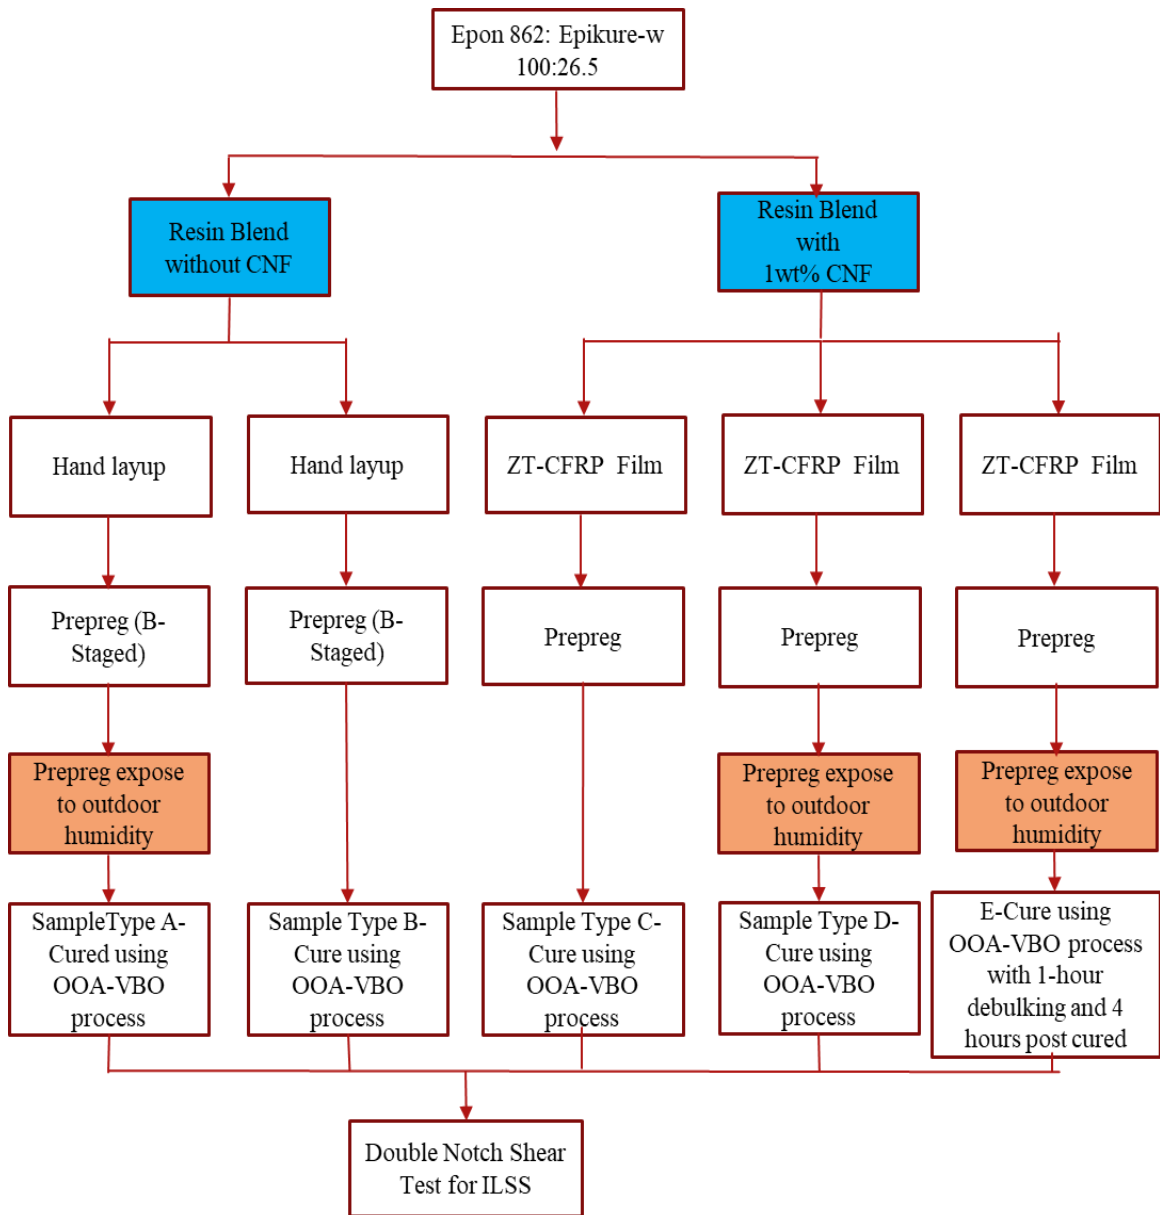 Epon 862: Epikure-w
100:26.5
Resin Blend
without CNF
Resin Blend
with
1wt% CNF
Hand layup
Hand layup
ZT-CFRP Film
ZT-CFRP Film
ZT-CFRP Film
Prepreg (B-
Staged)
Prepreg (B-
Staged)
Prepreg
Prepreg
Prepreg
Prepreg expose
to outdoor
humidity
Prepreg expose
to outdoor
humidity
Prepreg expose
to outdoor
humidity
SampleType A-
Cured using
OOA-VBO
process
Sample Type B-
Cure using
OOA-VBO
process
Sample Type C-
Cure using
OOA-VBO
process
Sample Type D-
Cure using
OOA-VBO
process
E-Cure using
OOA-VBO process
with 1-hour
debulking and 4
hours post cured
Double Notch Shear
Test for ILSS